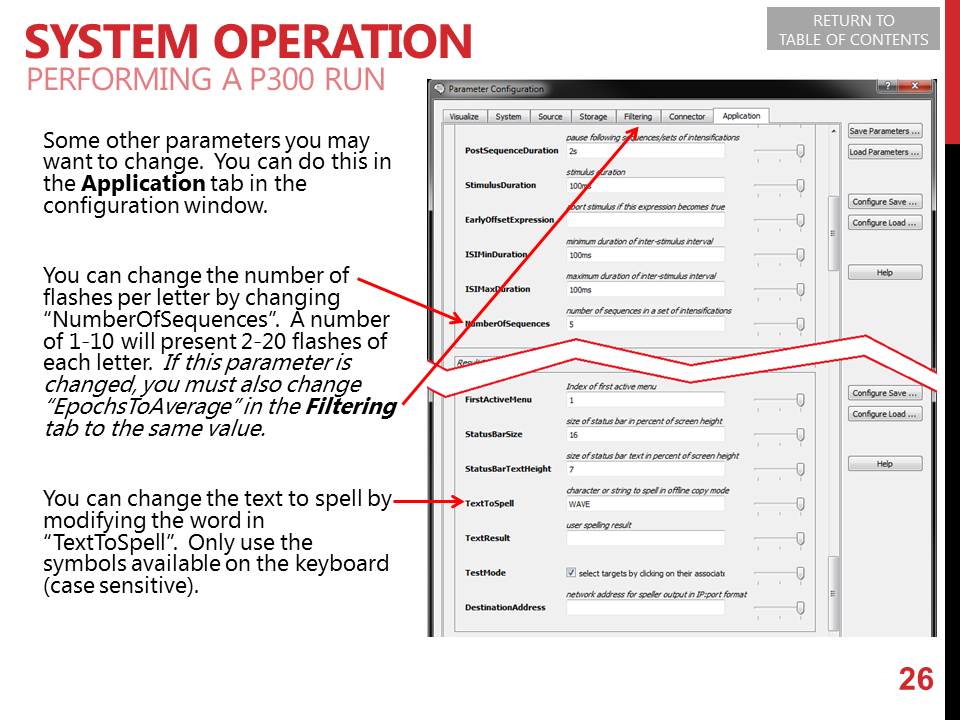 SYSTEM OPERATION
PERFORMING A P300 RUN
RETURN TO
TABLE OF CONTENTS
Some other parameters you may
want to change. You can do this in
the Application tab in the
configuration window.
You can change the number of
flashes per letter by changing
“NumberOfSequences”. A number
of 1-10 will present 2-20 flashes of
each letter. If this parameter is
changed, you must also change
“EpochsToAverage” in the Filtering
tab to the same value.
You can change the text to spell by
modifying the word in
“TextToSpell”. Only use the
symbols available on the keyboard
(case sensitive).
Parameter Configuration
Visualize System Source Storage Filtering Connector Application
pause following sequences/sets of intensifications
PostSequenceDuration 2s
stimulus duration
StimulusDuration 100ms
abort stimulus if this expression becomes true
EarlyOffsetExpression
minimum duration of inter-stimulus interval
ISIMinDuration 100ms
maximum duration of inter-stimulus interval
ISIMaxDuration 100ms
number of sequences in a set of intensifications
NumberOfSequences 5
Index of first active menu
FirstActiveMenu 1
size of status bar in percent of screen height
StatusBarSize 16
size of status bar text in percent of screen height
StatusBarTextHeight 7
character or string to spell in offline copy mode
TextToSpell WAVE
user spelling result
TextResult
TestMode select targets by clicking on their associate
network address for speller output in IP:port format
DestinationAddress
Save Parameters ...
Load Parameters ...
Configure Save ...
Configure Load ...
Help
Configure Save ...
Configure Load ...
Help
26